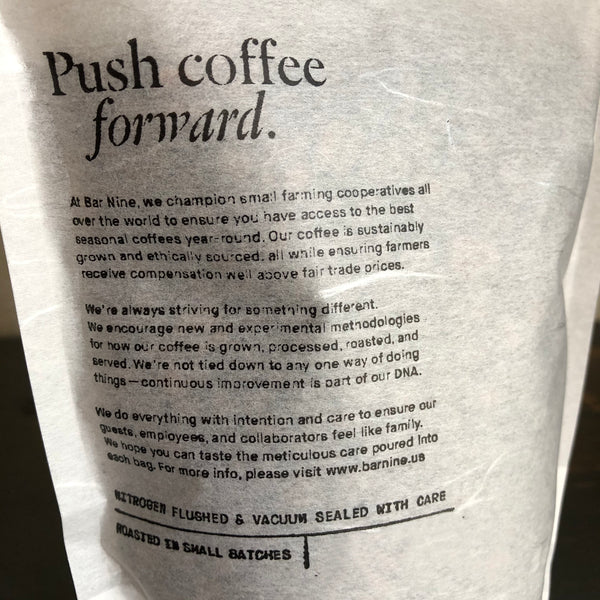 Push coffee
forward.
At Bar Nine, we champion small farming cooperatives all
over the world to ensure you have access to the best
seasonal coffees year-round. Our coffee is sustainably
grown and ethically sourced, all while ensuring farmers
receive compensation well above fair trade prices.
We're always striving for something different.
We encourage new and experimental methodologies
for how our coffee is grown, processed, roasted, and
served. We're not tied down to any one way of doing
things—continuous improvement is part of our DNA.
We do everything with intention and care to ensure our
guests, employees, and collaborators feel like family.
We hope you can taste the meticulous care poured into
each bag. For more info, please visit www.barnine.us
NITROGEN FLUSHED & VACUUM SEALED WITH CARE
ROASTED IN SMALL BATCHES